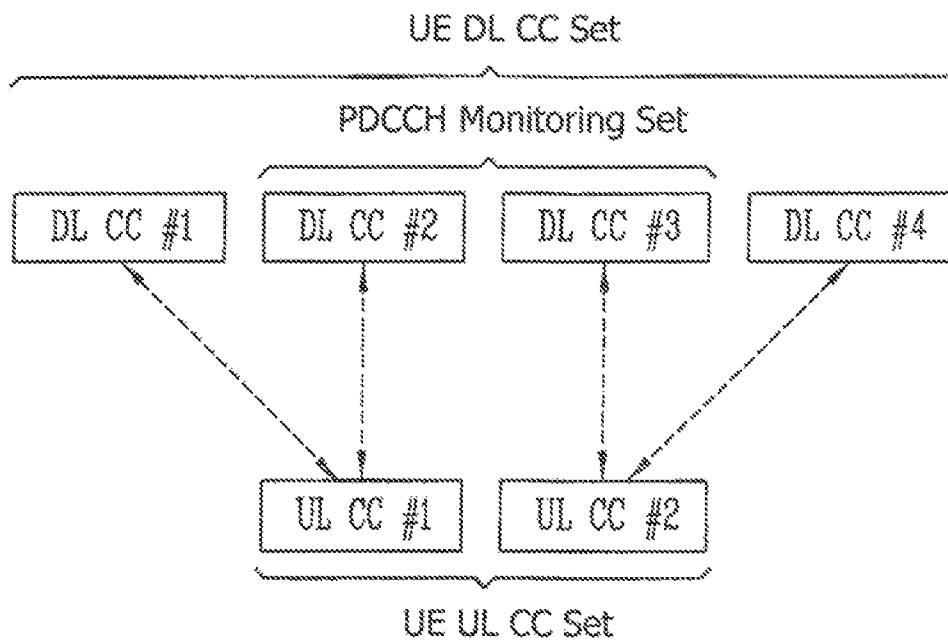 UE DL CC Set
PDCCH Monitoring Set
DL CC #1 DL CC #2 DL CC #3 DL CC #4
UL CC #1 UL CC #2
UE UL CC Set